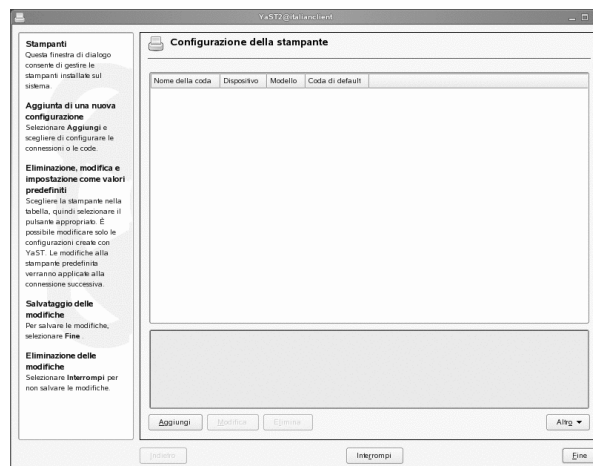 YaST2@italianclient
Stampanti
Questa finestra di dialogo
consente di gestire le
stampanti installate sul
sistema.
Aggiunta di una nuova
configurazione
Selezionare Aggiungi e
scegliere di configurare le
connessioni o le code.
Eliminazione, modifica e
impostazione come valori
predefiniti
Scegliere la stampante nella
tabella, quindi selezionare il
pulsante appropriato. È
possibile modificare solo le
configurazioni create con
YaST. Le modifiche alla
stampante predefinita
verranno applicate alla
connessione successiva.
Salvataggio delle
modifiche
Per salvare le modifiche,
selezionare Fine.
Eliminazione delle
modifiche
Selezionare Interrompi per
non salvare le modifiche.
Configurazione della stampante
Nome della coda Dispositivo Modello Coda di default
Aggiungi Modifica Elimina Altro
Indietro Interrompi Fine